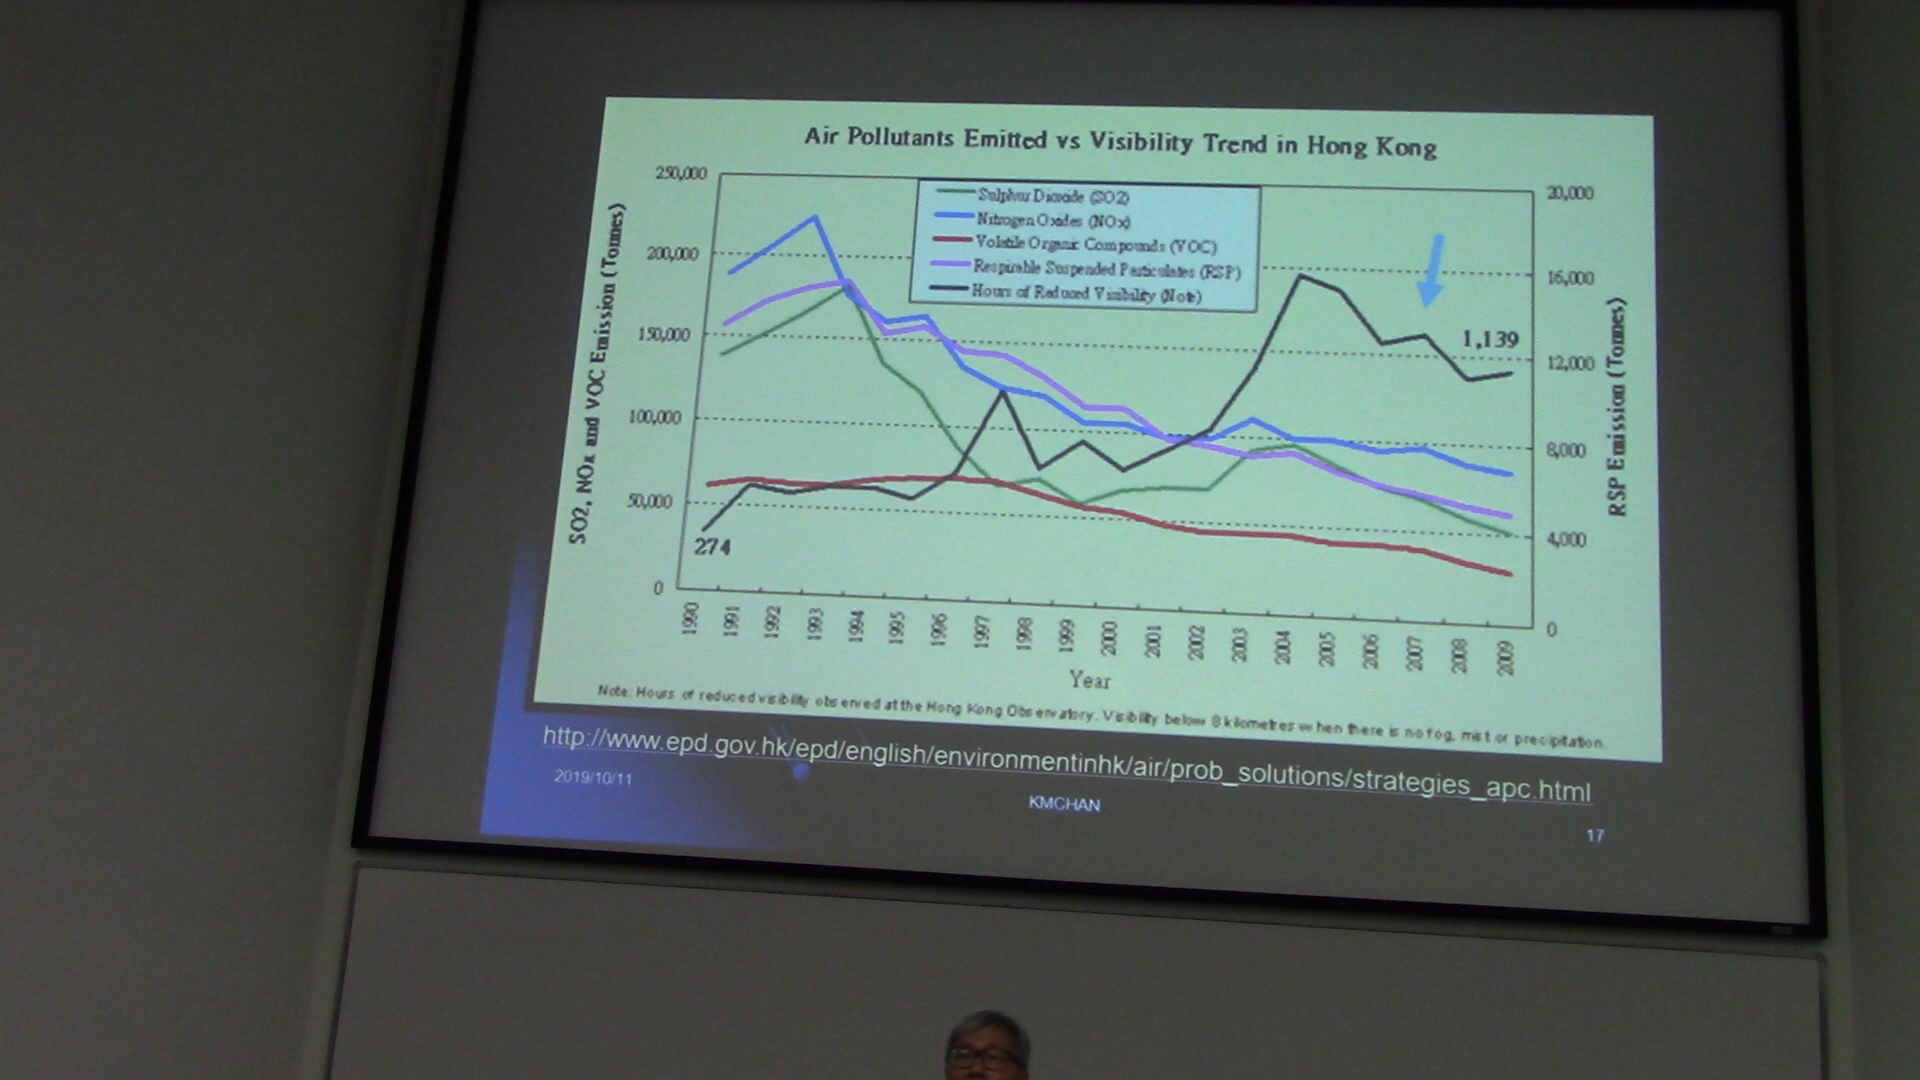 Air Pollutants Emitted vs Visibility Trend in Hong Kong
250,000
200,000
150,000
100,000
50,000
0
SO2, NOx and VOC Emission (Tonnes)
Sulphur Dioxide (SO2)
Nitrogen Oxides (NOx)
Volatile Organic Compounds (VOC)
Respirable Suspended Particulates (RSP)
Hours of Reduced Visibility (Note)
274
1,139
20,000
16,000
12,000
8,000
4,000
0
RSP Emission (Tonnes)
1990 1991 1992 1993 1994 1995 1996 1997 1998 1999 2000 2001 2002 2003 2004 2005 2006 2007 2008 2009
Year
Note: Hours of reduced visibility observed at the Hong Kong Observatory. Visibility below 8 kilometres when there is no fog, mist or precipitation.
http://www.epd.gov.hk/epd/english/environmentinhk/air/prob_solutions/strategies_apc.html
2019/10/11
KMCHAN
17